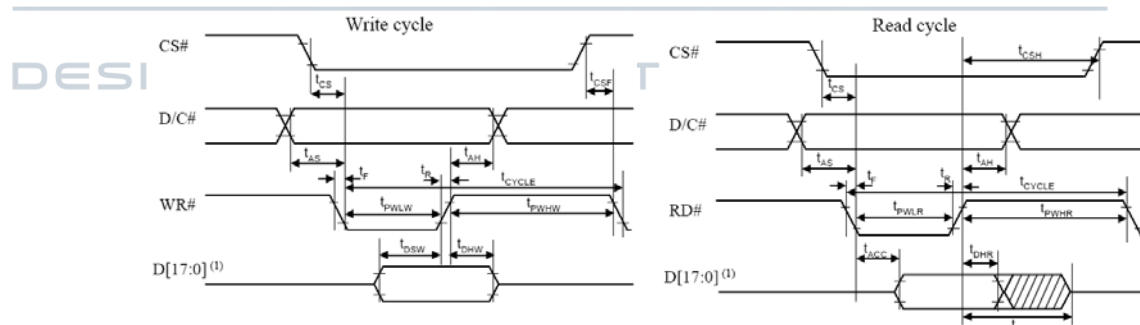 Write cycle
CS#
tCS
tCSF
D/C#
tAS
tAH
tF
tR
tCYCLE
WR#
tPWLW
tPWHW
tDSW
tDHW
D[17:0] (1)
Read cycle
CS#
tCSH
tCS
D/C#
tAS
tAH
tF
tR
tCYCLE
RD#
tPWLR
tPWHR
tACC
tDHR
D[17:0] (1)
DESI
T